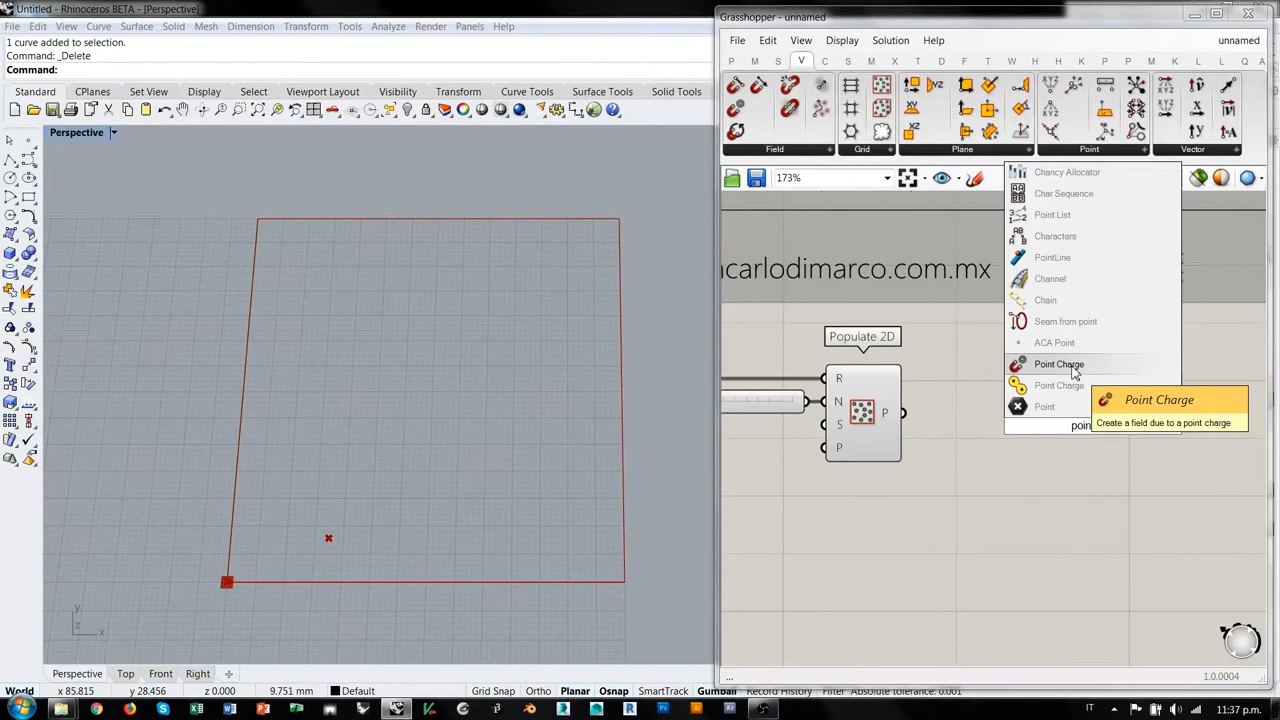 Untitled - Rhinoceros BETA - [Perspective]
File Edit View Curve Surface Solid Mesh Dimension Transform Tools Analyze Render Panels Help
1 curve added to selection.
Command: _Delete
Command:
Standard CPlanes Set View Display Select Viewport Layout Visibility Transform Curve Tools Surface Tools Solid Tools
Perspective
y
z x
Perspective Top Front Right
World x 85.815 y 28.456 z 0.000 9.751 mm Default Grid Snap Ortho Planar Osnap SmartTrack Gumball Record History Filter Absolute tolerance: 0.001
Grasshopper - unnamed
File Edit View Display Solution Help unnamed
P M S V C S M X T D W H K P P L L Q A
Field Grid Plane Point Vector
173%
ncarlodimarco.com.mx
Populate 2D
R
N
S
P
P
Chancy Allocator
Char Sequence
Point List
Characters
PointLine
Channel
Chain
Seam from point
ACA Point
Point Charge
Point Charge
Point
poin
Point Charge
Create a field due to a point charge
...
1.0.0004
IT
11:37 p.m.